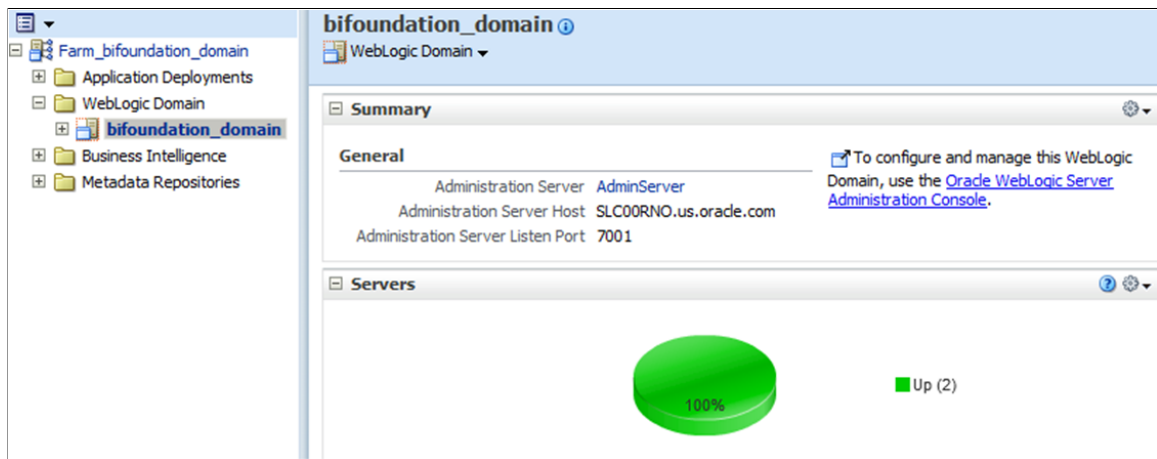 Farm_bifoundation_domain
Application Deployments
WebLogic Domain
bifoundation_domain
Business Intelligence
Metadata Repositories
bifoundation_domain
WebLogic Domain
Summary
General
Administration Server AdminServer
Administration Server Host SLC00RNO.us.oracle.com
Administration Server Listen Port 7001
To configure and manage this WebLogic
Domain, use the Oracle WebLogic Server
Administration Console.
Servers
100%
Up (2)